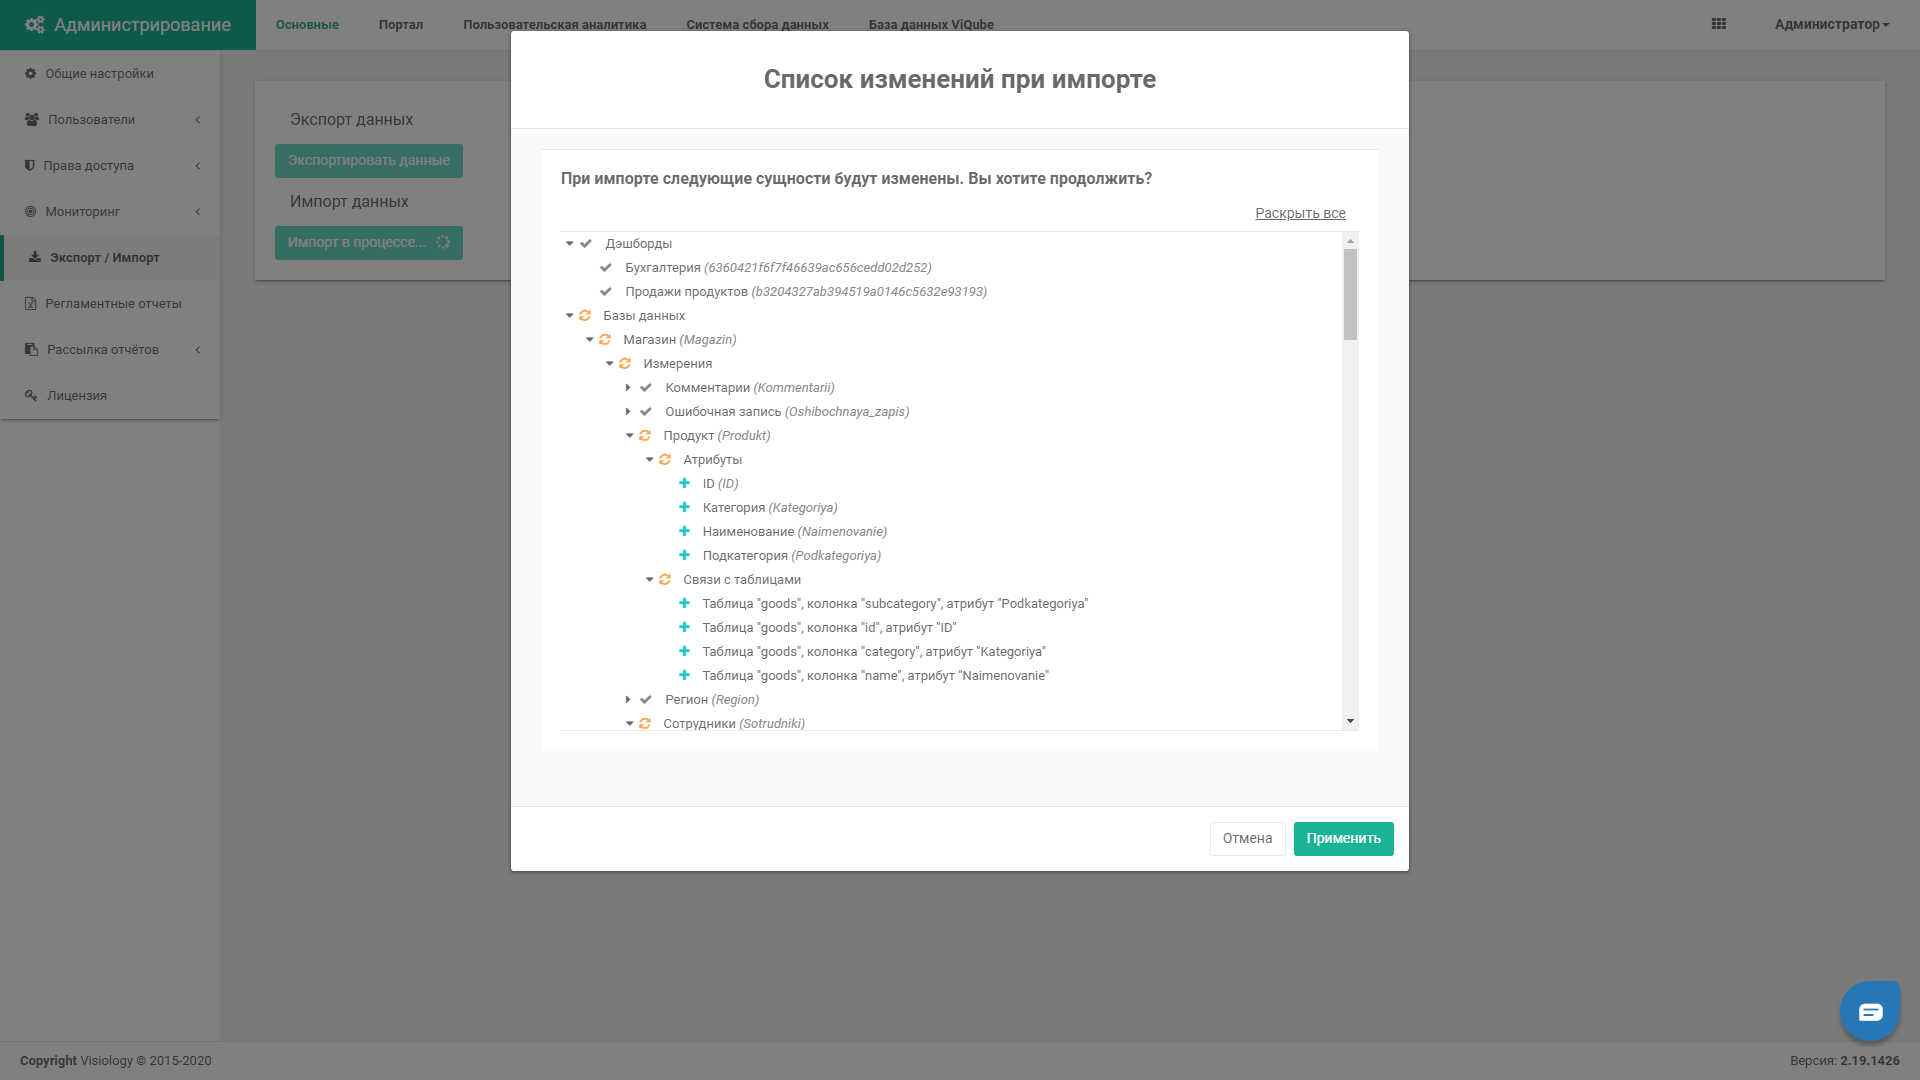 Администрирование
Основные
Портал
Пользовательская аналитика
Система сбора данных
База данных ViQube
Администратор
Общие настройки
Пользователи
Права доступа
Мониторинг
Экспорт / Импорт
Регламентные отчеты
Рассылка отчётов
Лицензия
Экспорт данных
Экспортировать данные
Импорт данных
Импорт в процессе...
Список изменений при импорте
При импорте следующие сущности будут изменены. Вы хотите продолжить?
Раскрыть все
Дэшборды
Бухгалтерия (6360421f6f7f46639ac656cedd02d252)
Продажи продуктов (b3204327ab394519a0146c5632e93193)
Базы данных
Магазин (Magazin)
Измерения
Комментарии (Kommentarii)
Ошибочная запись (Oshibochnaya_zapis)
Продукт (Produkt)
Атрибуты
ID (ID)
Категория (Kategoriya)
Наименование (Naimenovanie)
Подкатегория (Podkategoriya)
Связи с таблицами
Таблица "goods", колонка "subcategory", атрибут "Podkategoriya"
Таблица "goods", колонка "id", атрибут "ID"
Таблица "goods", колонка "category", атрибут "Kategoriya"
Таблица "goods", колонка "name", атрибут "Naimenovanie"
Регион (Region)
Сотрудники (Sotrudniki)
Отмена
Применить
Copyright Visiology © 2015-2020
Версия: 2.19.1426